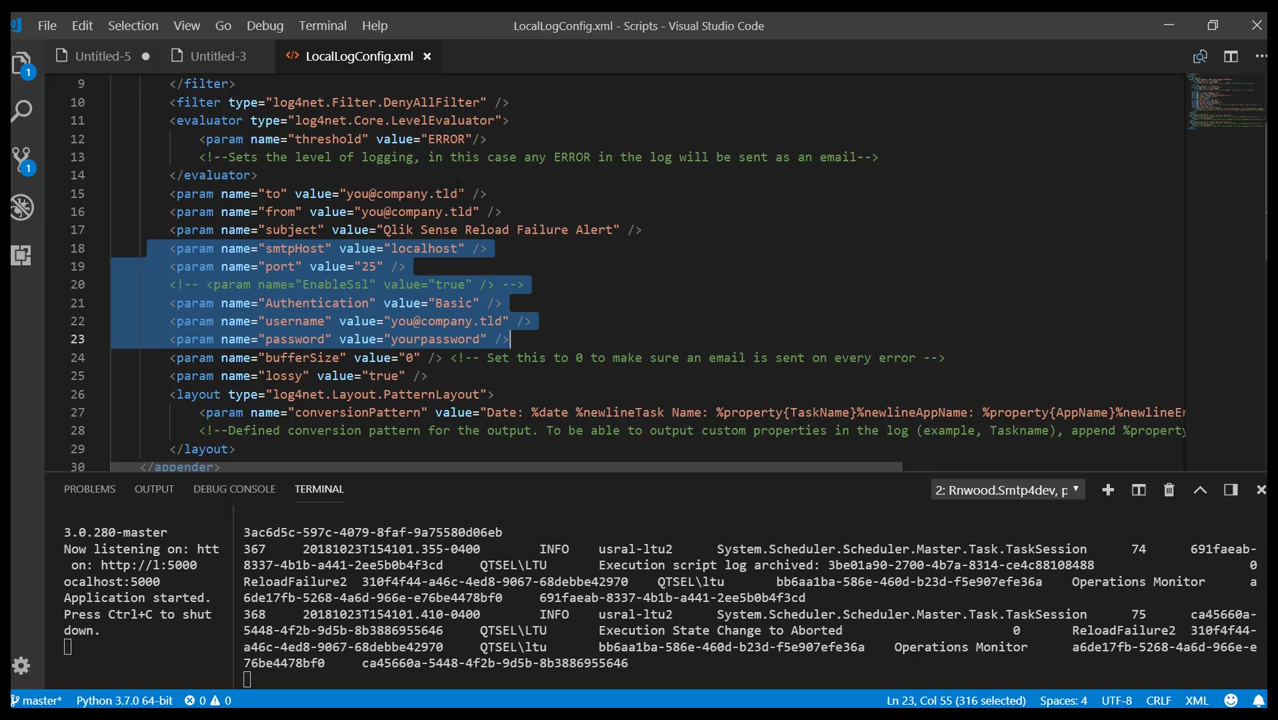 File Edit Selection View Go Debug Terminal Help LocalLogConfig.xml - Scripts - Visual Studio Code
Untitled-5 Untitled-3 LocalLogConfig.xml
9 </filter>
10 <filter type="log4net.Filter.DenyAllFilter" />
11 <evaluator type="log4net.Core.LevelEvaluator">
12 <param name="threshold" value="ERROR"/>
13 <!--Sets the level of logging, in this case any ERROR in the log will be sent as an email-->
14 </evaluator>
15 <param name="to" value="you@company.tld" />
16 <param name="from" value="you@company.tld" />
17 <param name="subject" value="Qlik Sense Reload Failure Alert" />
18 <param name="smtpHost" value="localhost" />
19 <param name="port" value="25" />
20 <!-- <param name="EnableSsl" value="true" /> -->
21 <param name="Authentication" value="Basic" />
22 <param name="username" value="you@company.tld" />
23 <param name="password" value="yourpassword" />
24 <param name="bufferSize" value="0" /> <!-- Set this to 0 to make sure an email is sent on every error -->
25 <param name="lossy" value="true" />
26 <layout type="log4net.Layout.PatternLayout">
27 <param name="conversionPattern" value="Date: %date %newlineTask Name: %property{TaskName}%newlineAppName: %property{AppName}%newlineEr
28 <!--Defined conversion pattern for the output. To be able to output custom properties in the log (example, Taskname), append %property
29 </layout>
30 </appender>
PROBLEMS OUTPUT DEBUG CONSOLE TERMINAL 2: Rnwood.Smtp4dev, p
3.0.280-master
Now listening on: htt
on: http://l:5000
ocalhost:5000
Application started.
Press Ctrl+C to shut
down.
3ac6d5c-597c-4079-8faf-9a75580d06eb
367 20181023T154101.355-0400 INFO usral-ltu2 System.Scheduler.Scheduler.Master.Task.TaskSession 74 691faeab-
8337-4b1b-a441-2ee5b0b4f3cd QTSEL\LTU Execution script log archived: 3be01a90-2700-4b7a-8314-ce4c88108488 0
ReloadFailure2 310f4f44-a46c-4ed8-9067-68debbe42970 QTSEL\ltu bb6aa1ba-586e-460d-b23d-f5e907efe36a Operations Monitor a
6de17fb-5268-4a6d-966e-e76be4478bf0 691faeab-8337-4b1b-a441-2ee5b0b4f3cd
368 20181023T154101.410-0400 INFO usral-ltu2 System.Scheduler.Scheduler.Master.Task.TaskSession 75 ca45660a-
5448-4f2b-9d5b-8b3886955646 QTSEL\LTU Execution State Change to Aborted 0 ReloadFailure2 310f4f44-
a46c-4ed8-9067-68debbe42970 QTSEL\ltu bb6aa1ba-586e-460d-b23d-f5e907efe36a Operations Monitor a6de17fb-5268-4a6d-966e-e
76be4478bf0 ca45660a-5448-4f2b-9d5b-8b3886955646
master* Python 3.7.0 64-bit 0 0 Ln 23, Col 55 (316 selected) Spaces: 4 UTF-8 CRLF XML